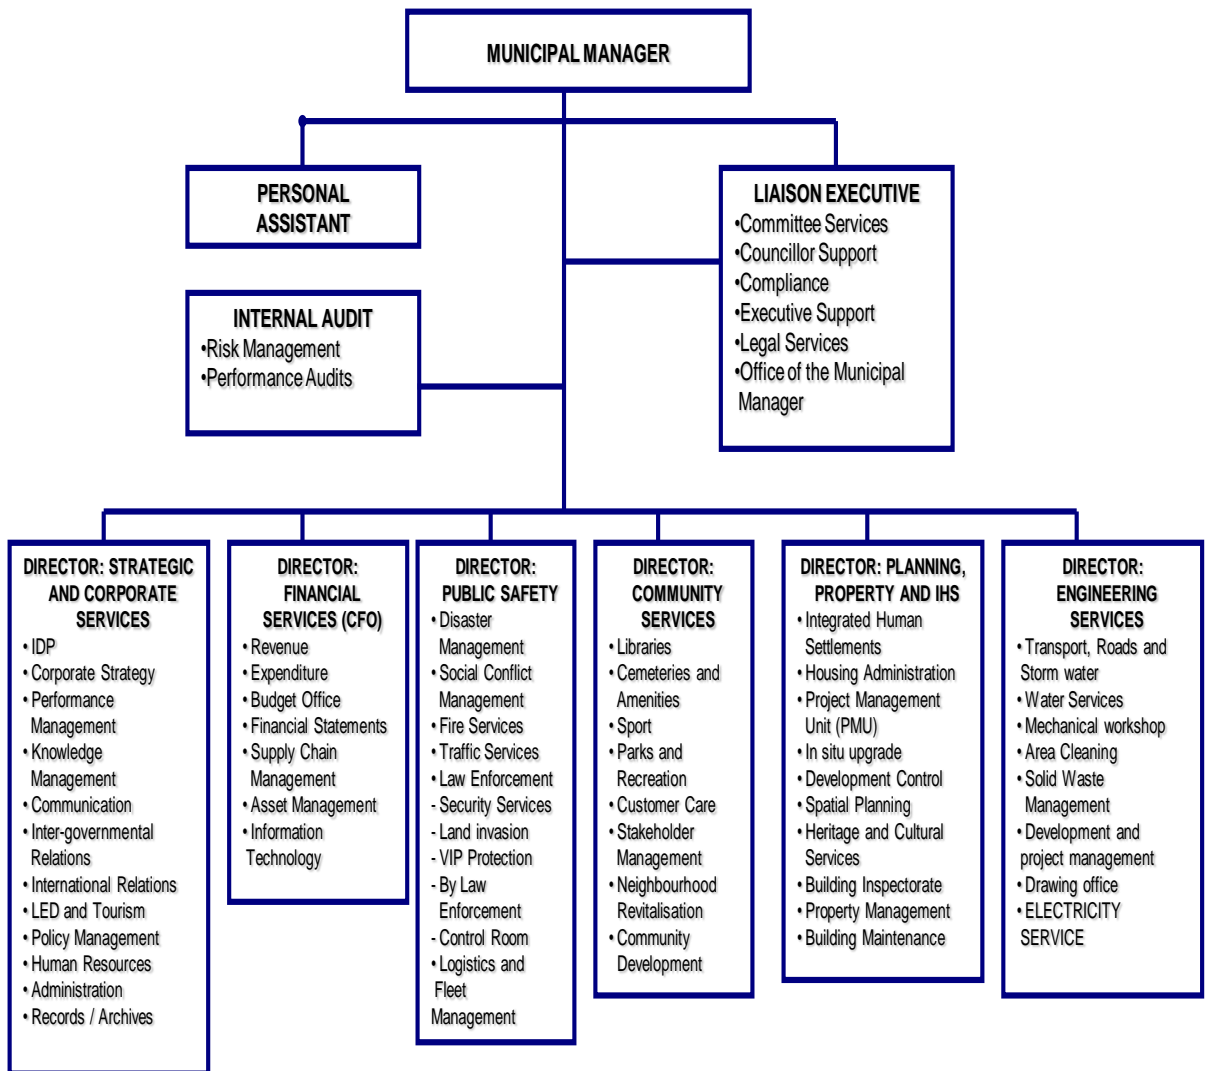 MUNICIPAL MANAGER
PERSONAL
ASSISTANT
LIAISON EXECUTIVE
•Committee Services
•Councillor Support
•Compliance
•Executive Support
•Legal Services
•Office of the Municipal
Manager
INTERNAL AUDIT
•Risk Management
•Performance Audits
DIRECTOR: STRATEGIC
AND CORPORATE
SERVICES
• IDP
• Corporate Strategy
• Performance
Management
• Knowledge
Management
• Communication
• Inter-governmental
Relations
• International Relations
• LED and Tourism
• Policy Management
• Human Resources
• Administration
• Records / Archives
DIRECTOR:
FINANCIAL
SERVICES (CFO)
• Revenue
• Expenditure
• Budget Office
• Financial Statements
• Supply Chain
Management
• Asset Management
• Information
Technology
DIRECTOR:
PUBLIC SAFETY
• Disaster
Management
• Social Conflict
Management
• Fire Services
• Traffic Services
• Law Enforcement
- Security Services
- Land invasion
- VIP Protection
- By Law
Enforcement
- Control Room
• Logistics and
Fleet
Management
DIRECTOR:
COMMUNITY
SERVICES
• Libraries
• Cemeteries and
Amenities
• Sport
• Parks and
Recreation
• Customer Care
• Stakeholder
Management
• Neighbourhood
Revitalisation
• Community
Development
DIRECTOR: PLANNING,
PROPERTY AND IHS
• Integrated Human
Settlements
• Housing Administration
• Project Management
Unit (PMU)
• In situ upgrade
• Development Control
• Spatial Planning
• Heritage and Cultural
Services
• Building Inspectorate
• Property Management
• Building Maintenance
DIRECTOR:
ENGINEERING
SERVICES
• Transport, Roads and
Storm water
• Water Services
• Mechanical workshop
• Area Cleaning
• Solid Waste
Management
• Development and
project management
• Drawing office
• ELECTRICITY
SERVICE